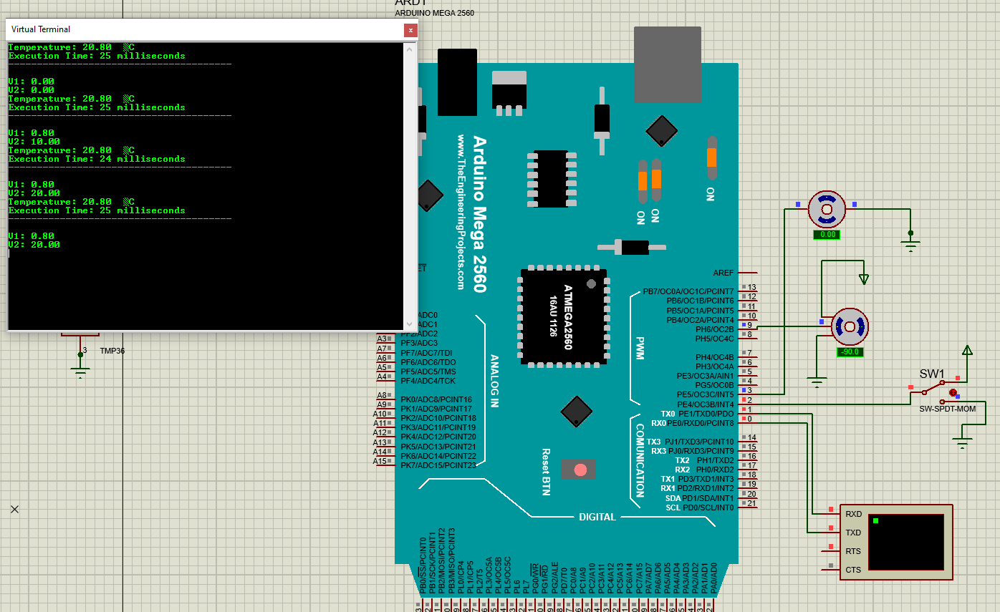 ARD1
ARDUINO MEGA 2560
Virtual Terminal
x
Temperature: 20.80 ▒C
Execution Time: 25 milliseconds
---------------------------------------
V1: 0.00
V2: 0.00
Temperature: 20.80 ▒C
Execution Time: 25 milliseconds
---------------------------------------
V1: 0.80
V2: 10.00
Temperature: 20.80 ▒C
Execution Time: 24 milliseconds
---------------------------------------
V1: 0.80
V2: 20.00
Temperature: 20.80 ▒C
Execution Time: 25 milliseconds
---------------------------------------
V1: 0.80
V2: 20.00
3
TMP36
Arduino Mega 2560
www.TheEngineeringProjects.com
ON
ON
ON
ATMEGA2560
16AU 1126
ADC0
ADC1
PF2/ADC2
A3 PF3/ADC3
A7 PF7/ADC7/TDI
A6 PF6/ADC6/TDO
A5 PF5/ADC5/TMS
A4 PF4/ADC4/TCK
A8 PK0/ADC8/PCINT16
A9 PK1/ADC9/PCINT17
A10 PK2/ADC10/PCINT18
A11 PK3/ADC11/PCINT19
A12 PK4/ADC12/PCINT20
A13 PK5/ADC13/PCINT21
A14 PK6/ADC14/PCINT22
A15 PK7/ADC15/PCINT23
ANALOG IN
AREF
PB7/OC0A/OC1C/PCINT7 13
PB6/OC1B/PCINT6 12
PB5/OC1A/PCINT5 11
PB4/OC2A/PCINT4 10
PH6/OC2B 9
PH5/OC4C 8
PH4/OC4B 7
PH3/OC4A 6
PE3/OC3A/AIN1 5
PG5/OC0B 4
PE5/OC3C/INT5 3
PE4/OC3B/INT4 2
TX0 PE1/TXD0/PDO 1
RX0 PE0/RXD0/PCINT8 0
PWM
TX3 PJ1/TXD3/PCINT10 14
RX3 PJ0/RXD3/PCINT9 15
TX2 PH1/TXD2 16
RX2 PH0/RXD2 17
TX1 PD3/TXD1/INT3 18
RX1 PD2/RXD1/INT2 19
SDA PD1/SDA/INT1 20
SCL PD0/SCL/INT0 21
COMUNICATION
Reset BTN
DIGITAL
PB0/SS/PCINT0
PB1/SCK/PCINT1
PB2/MOSI/PCINT2
PB3/MISO/PCINT3
PL0/ICP4
PL1/ICP5
PL2/T5
PL3/OC5A
PL4/OC5B
PL5/OC5C
PL6
PL7
PG0/WR
PG1/RD
PG2/ALE
PD7/T0
PC0/A8
PC1/A9
PC2/A10
PC3/A11
PC4/A12
PC5/A13
PC6/A14
PC7/A15
PA7/AD7
PA6/AD6
PA5/AD5
PA4/AD4
PA3/AD3
PA2/AD2
PA1/AD1
PA0/AD0
0.00
-90.0
SW1
SW-SPDT-MOM
RXD
TXD
RTS
CTS